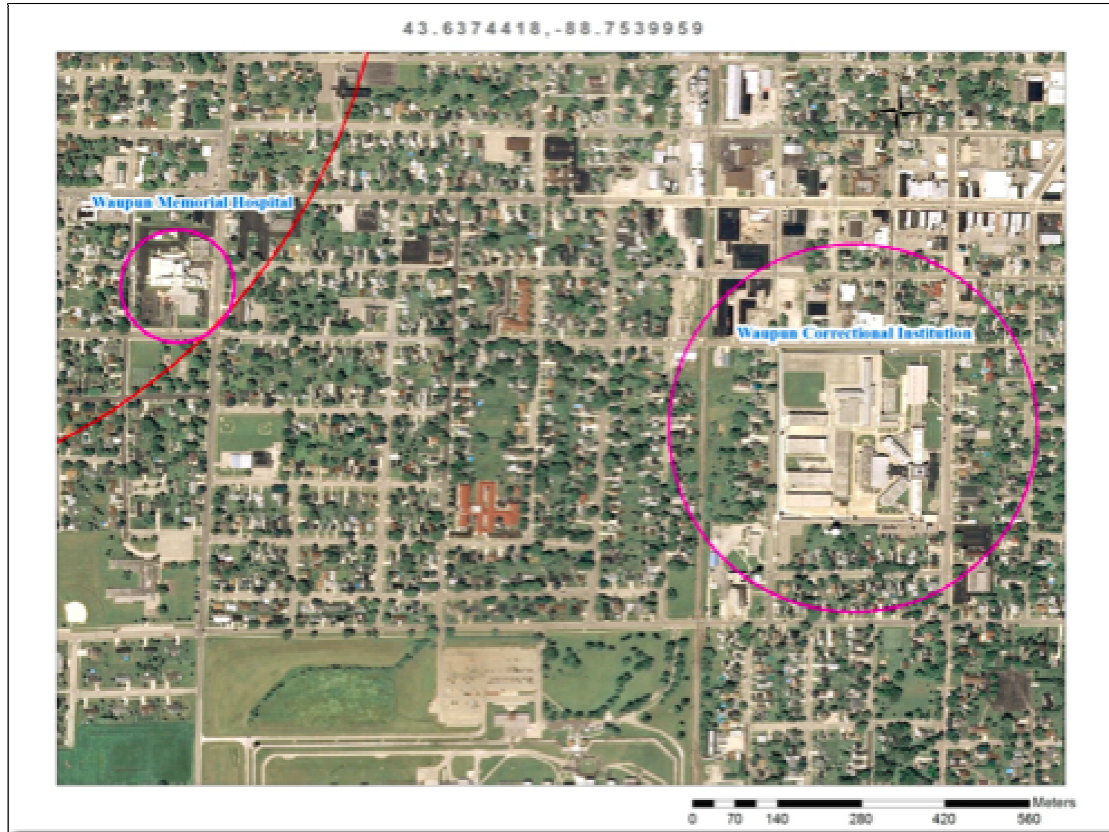 43.6374418,-88.7539959
Waupun Memorial Hospital
Waupun Correctional Institution
Meters
0 70 140 280 420 560